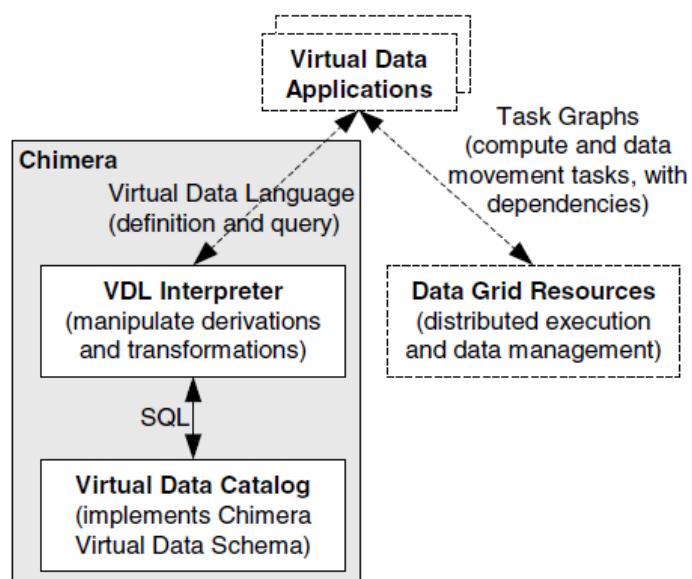 Virtual Data
Applications
Task Graphs
(compute and data
movement tasks, with
dependencies)
Chimera
Virtual Data Language
(definition and query)
VDL Interpreter
(manipulate derivations
and transformations)
Data Grid Resources
(distributed execution
and data management)
SQL
Virtual Data Catalog
(implements Chimera
Virtual Data Schema)